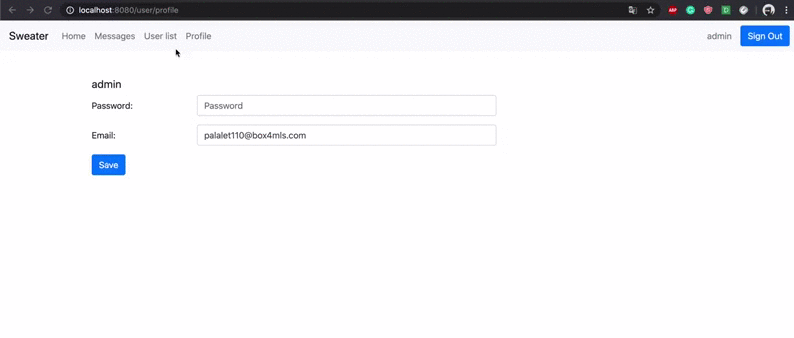 localhost:8080/user/profile
Sweater Home Messages User list Profile admin Sign Out
admin
Password: Password
Email: palalet110@box4mls.com
Save